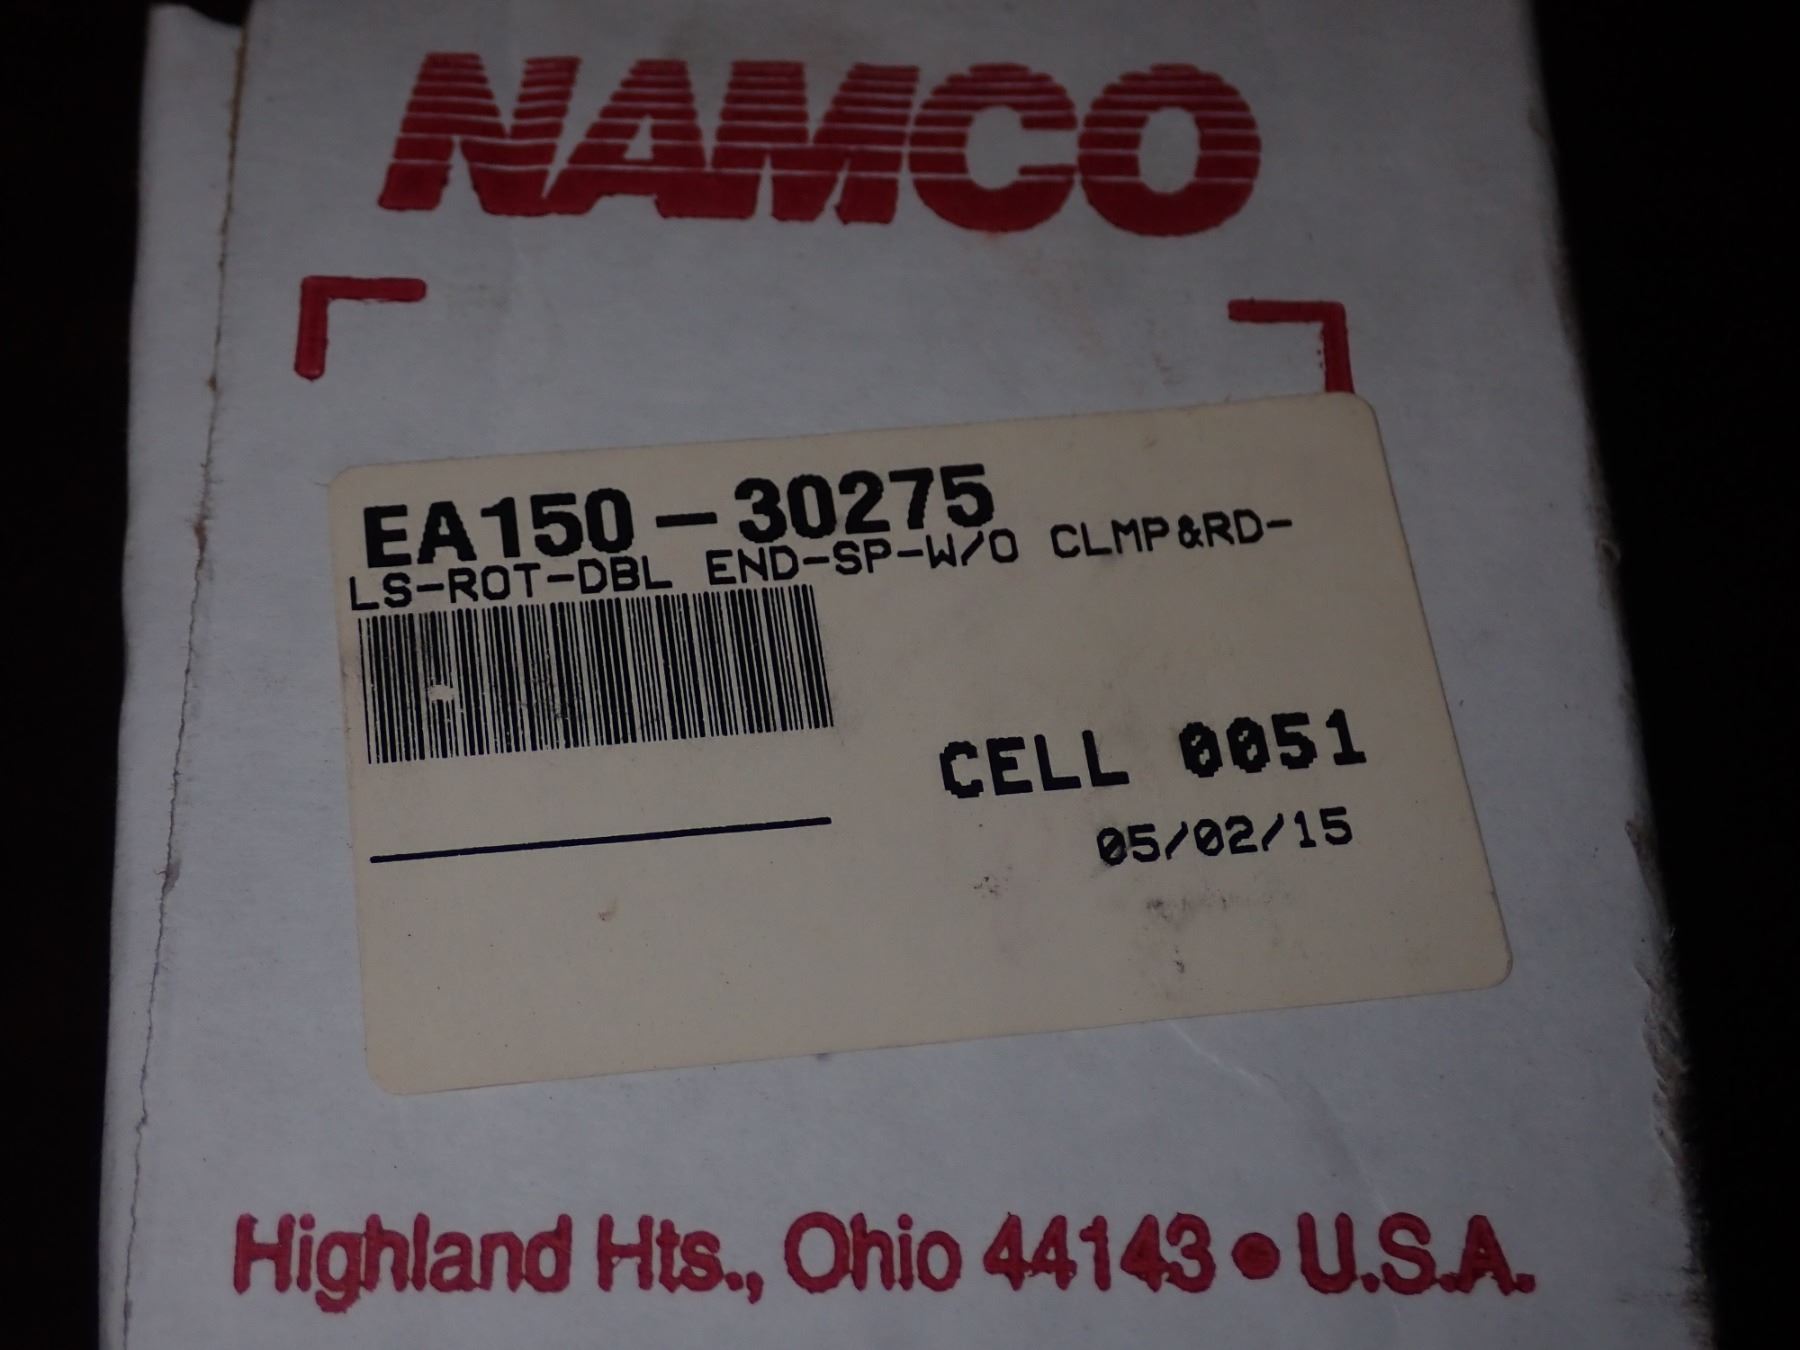 NAMCO
EA150-30275
LS-ROT-DBL END-SP-W/O CLMP&RD-
CELL 0051
05/02/15
Highland Hts., Ohio 44143 • U.S.A.